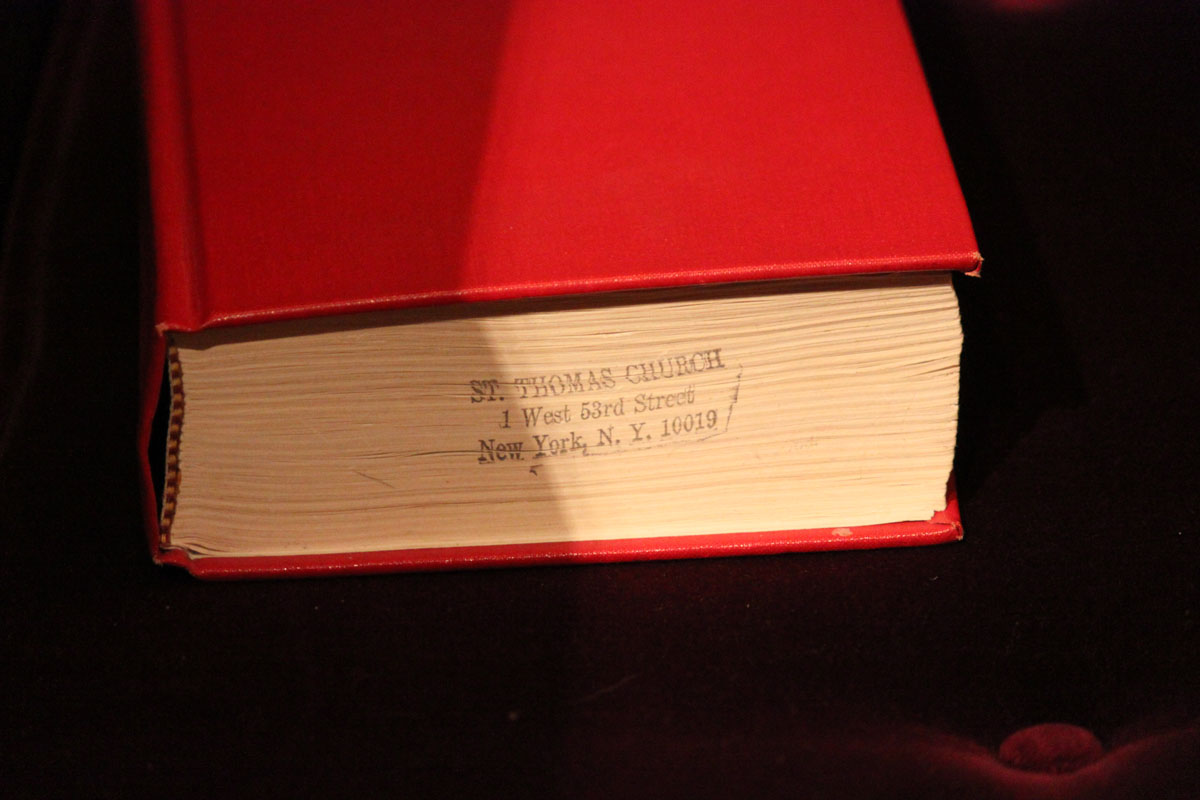 ST. THOMAS CHURCH
1 West 53rd Street
New York, N. Y. 10019